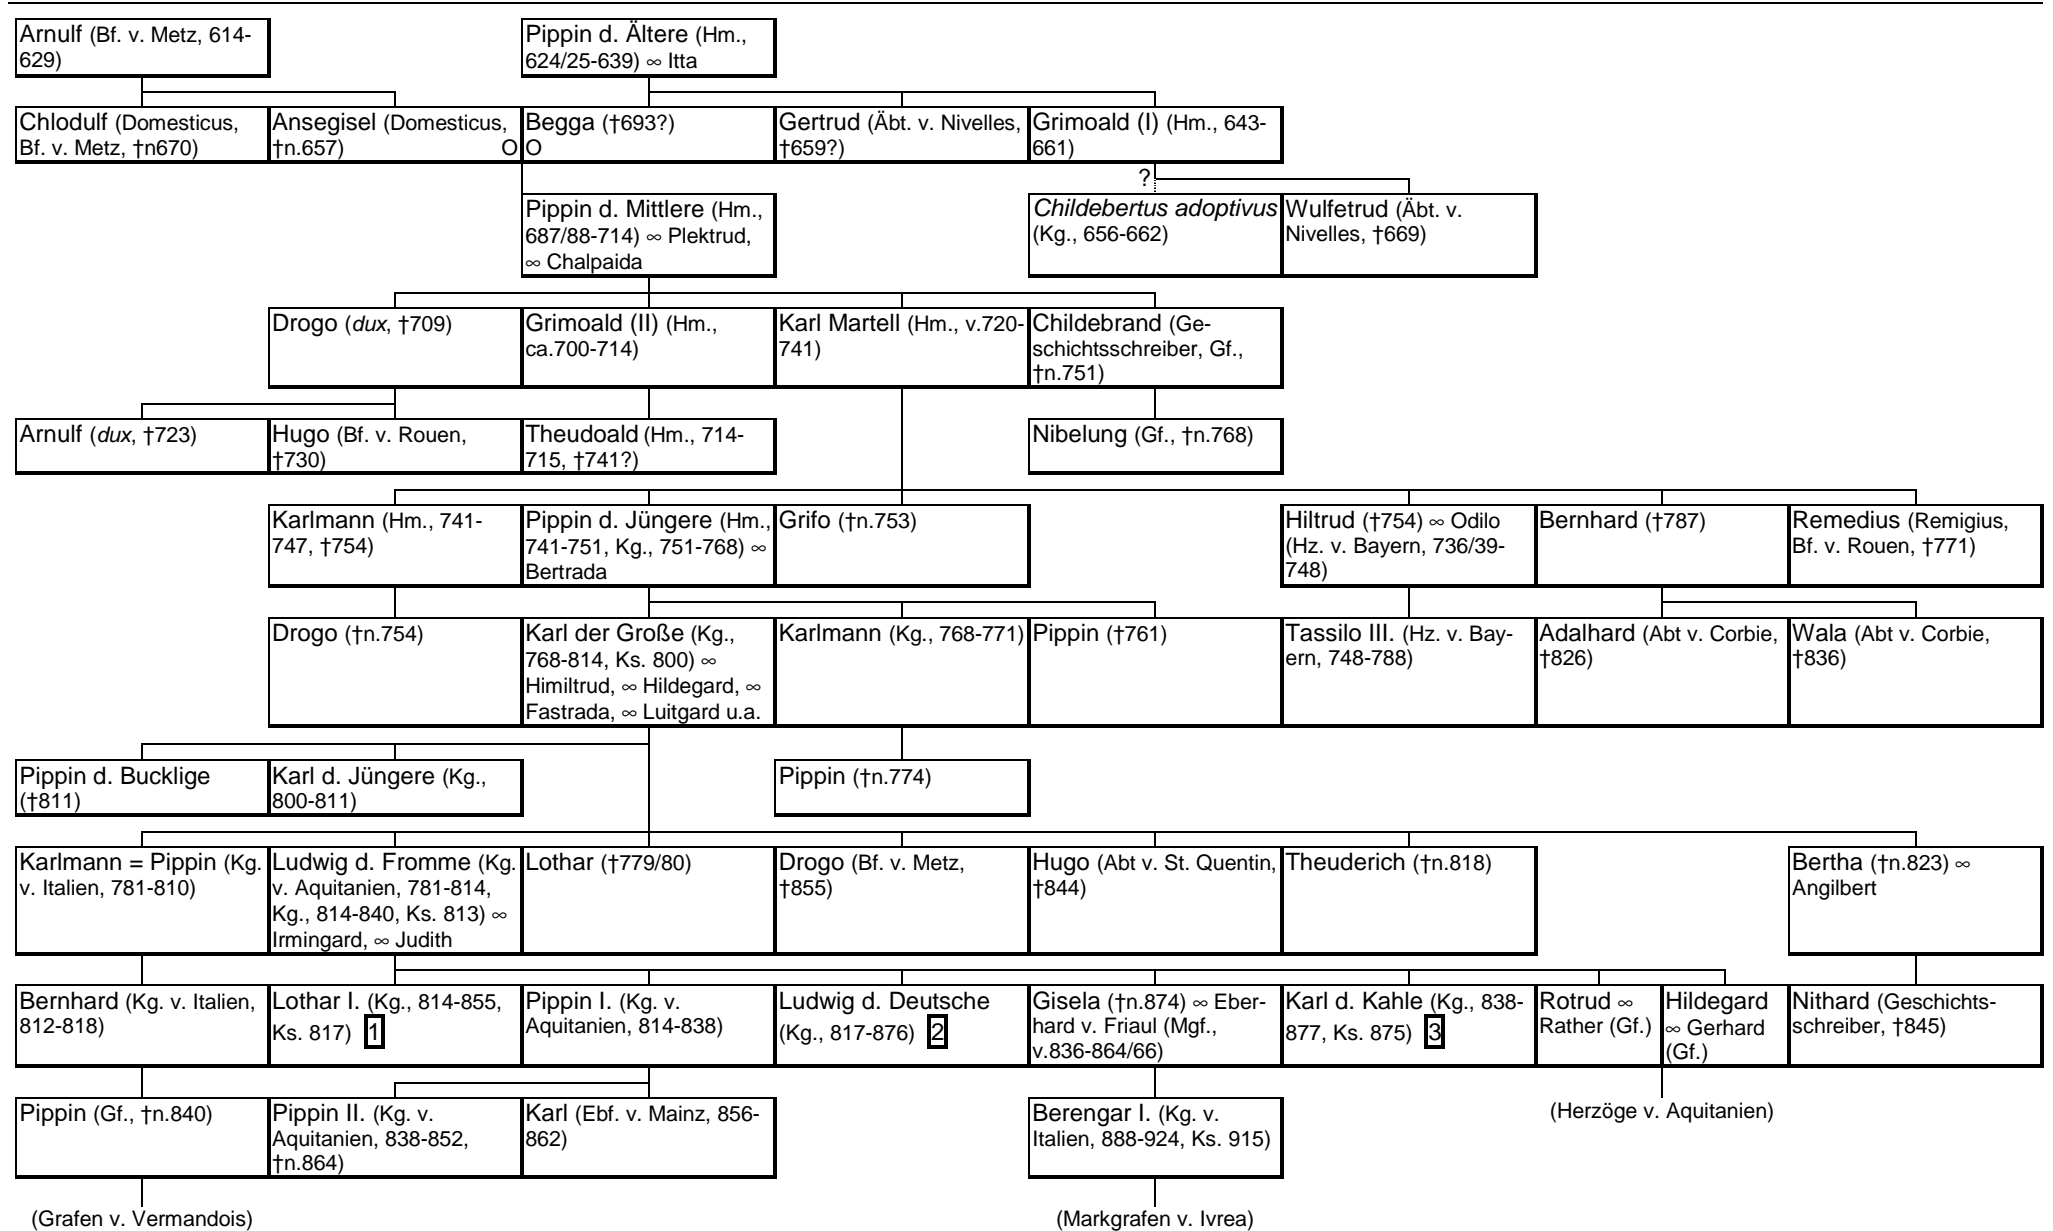 Arnulf (Bf. v. Metz, 614-
629)
Pippin d. Ältere (Hm.,
624/25-639) ∞ Itta
Chlodulf (Domesticus,
Bf. v. Metz, †n670)
Ansegisel (Domesticus,
†n.657) O
Begga (†693?)
O
Gertrud (Äbt. v. Nivelles,
†659?)
Grimoald (I) (Hm., 643-
661)
?
Pippin d. Mittlere (Hm.,
687/88-714) ∞ Plektrud,
∞ Chalpaida
Childebertus adoptivus
(Kg., 656-662)
Wulfetrud (Äbt. v.
Nivelles, †669)
Drogo (dux, †709)
Grimoald (II) (Hm.,
ca.700-714)
Karl Martell (Hm., v.720-
741)
Childebrand (Ge-
schichtsschreiber, Gf.,
†n.751)
Arnulf (dux, †723)
Hugo (Bf. v. Rouen,
†730)
Theudoald (Hm., 714-
715, †741?)
Nibelung (Gf., †n.768)
Karlmann (Hm., 741-
747, †754)
Pippin d. Jüngere (Hm.,
741-751, Kg., 751-768) ∞
Bertrada
Grifo (†n.753)
Hiltrud (†754) ∞ Odilo
(Hz. v. Bayern, 736/39-
748)
Bernhard (†787)
Remedius (Remigius,
Bf. v. Rouen, †771)
Drogo (†n.754)
Karl der Große (Kg.,
768-814, Ks. 800) ∞
Himiltrud, ∞ Hildegard, ∞
Fastrada, ∞ Luitgard u.a.
Karlmann (Kg., 768-771)
Pippin (†761)
Tassilo III. (Hz. v. Bay-
ern, 748-788)
Adalhard (Abt v. Corbie,
†826)
Wala (Abt v. Corbie,
†836)
Pippin d. Bucklige
(†811)
Karl d. Jüngere (Kg.,
800-811)
Pippin (†n.774)
Karlmann = Pippin (Kg.
v. Italien, 781-810)
Ludwig d. Fromme (Kg.
v. Aquitanien, 781-814,
Kg., 814-840, Ks. 813) ∞
Irmingard, ∞ Judith
Lothar (†779/80)
Drogo (Bf. v. Metz,
†855)
Hugo (Abt v. St. Quentin,
†844)
Theuderich (†n.818)
Bertha (†n.823) ∞
Angilbert
Bernhard (Kg. v. Italien,
812-818)
Lothar I. (Kg., 814-855,
Ks. 817) 1
Pippin I. (Kg. v.
Aquitanien, 814-838)
Ludwig d. Deutsche
(Kg., 817-876) 2
Gisela (†n.874) ∞ Eber-
hard v. Friaul (Mgf.,
v.836-864/66)
Karl d. Kahle (Kg., 838-
877, Ks. 875) 3
Rotrud ∞
Rather (Gf.)
Hildegard
∞ Gerhard
(Gf.)
Nithard (Geschichts-
schreiber, †845)
Pippin (Gf., †n.840)
Pippin II. (Kg. v.
Aquitanien, 838-852,
†n.864)
Karl (Ebf. v. Mainz, 856-
862)
Berengar I. (Kg. v.
Italien, 888-924, Ks. 915)
(Herzöge v. Aquitanien)
(Grafen v. Vermandois)
(Markgrafen v. Ivrea)